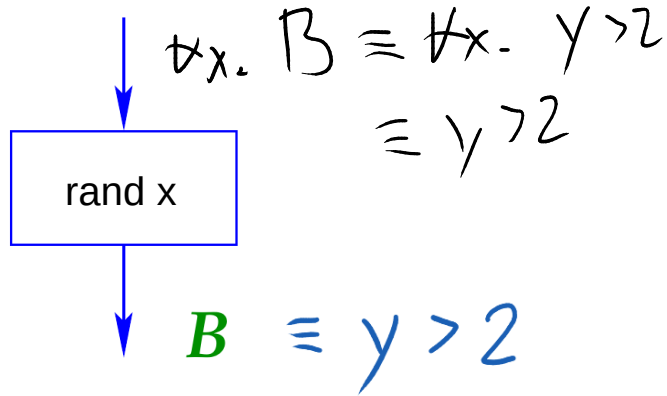 ∀x. B ≡ ∀x. y>2
≡ y>2
rand x
B ≡ y > 2